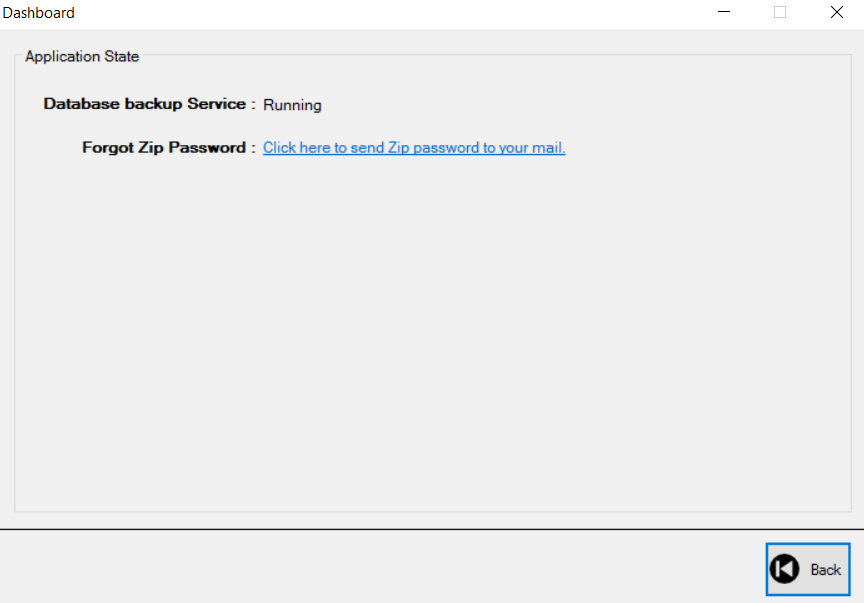 Dashboard
Application State
Database backup Service : Running
Forgot Zip Password : Click here to send Zip password to your mail.
Back